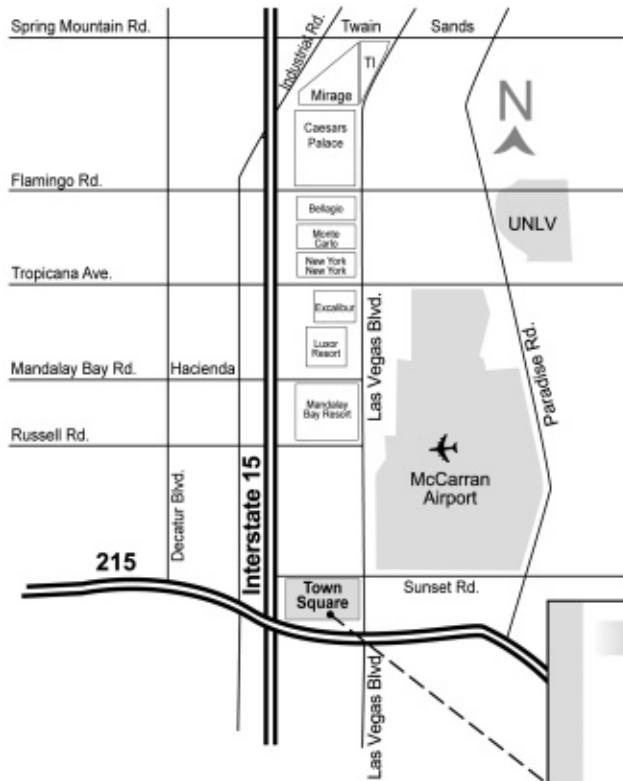 Spring Mountain Rd.
Industrial Rd.
Twain
Sands
TI
Mirage
Caesars
Palace
N
Flamingo Rd.
Bellagio
UNLV
Monte
Carlo
New York
New York
Tropicana Ave.
Excalibur
Las Vegas Blvd.
Luxor
Resort
Paradise Rd.
Mandalay Bay Rd.
Hacienda
Mandalay
Bay Resort
Russell Rd.
McCarran
Airport
Decatur Blvd.
Interstate 15
215
Town
Square
Sunset Rd.
Las Vegas Blvd